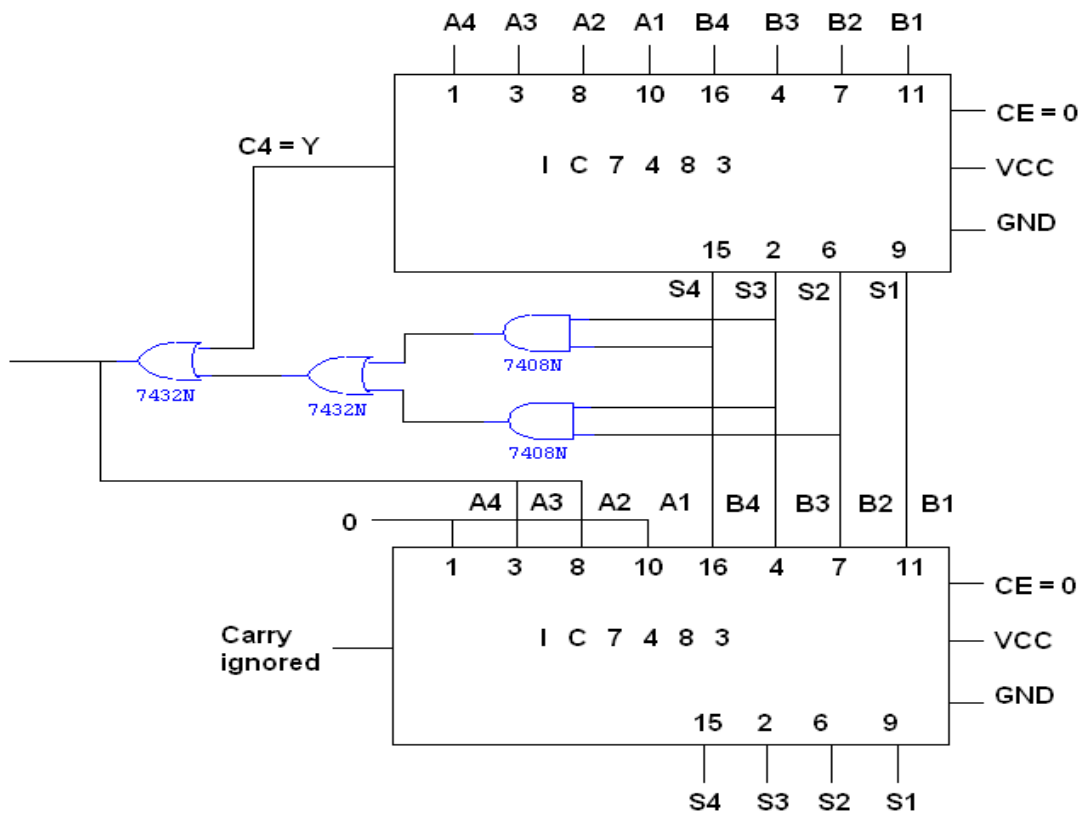 A4 A3 A2 A1 B4 B3 B2 B1
1 3 8 10 16 4 7 11
CE = 0
C4 = Y
I C 7 4 8 3
VCC
GND
15 2 6 9
S4 S3 S2 S1
7408N
7432N
7432N
7408N
A4 A3 A2 A1 B4 B3 B2 B1
0
1 3 8 10 16 4 7 11
CE = 0
Carry
ignored
I C 7 4 8 3
VCC
GND
15 2 6 9
S4 S3 S2 S1